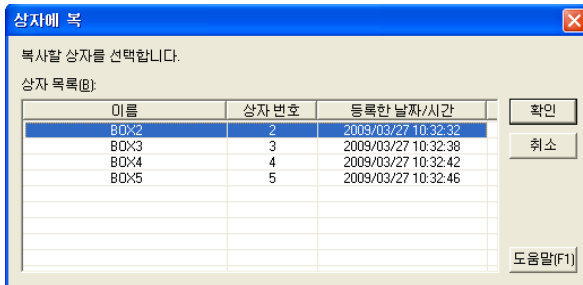 상자에 복
복사할 상자를 선택합니다.
상자 목록(B):
이름 상자 번호 등록한 날짜/시간
BOX2 2 2009/03/27 10:32:32
BOX3 3 2009/03/27 10:32:38
BOX4 4 2009/03/27 10:32:42
BOX5 5 2009/03/27 10:32:46
확인
취소
도움말(F1)